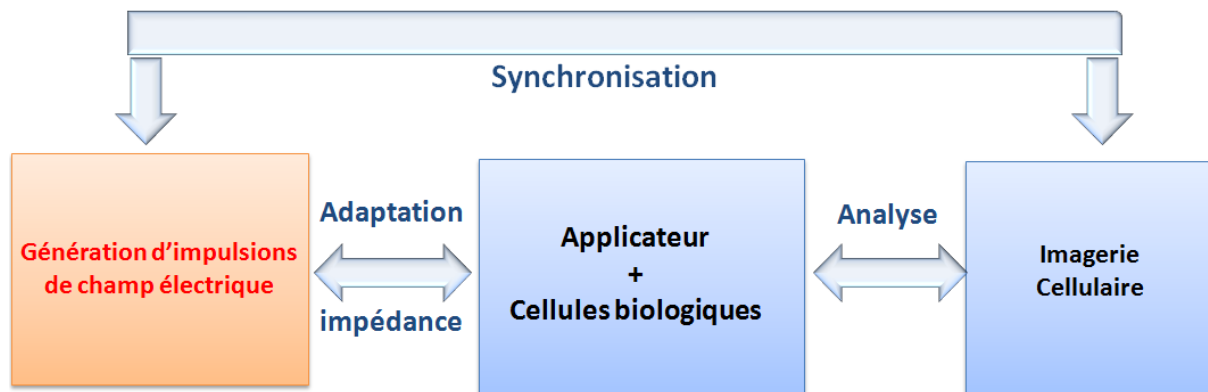 Synchronisation
Génération d'impulsions
de champ électrique
Adaptation
impédance
Applicateur
+
Cellules biologiques
Analyse
Imagerie
Cellulaire